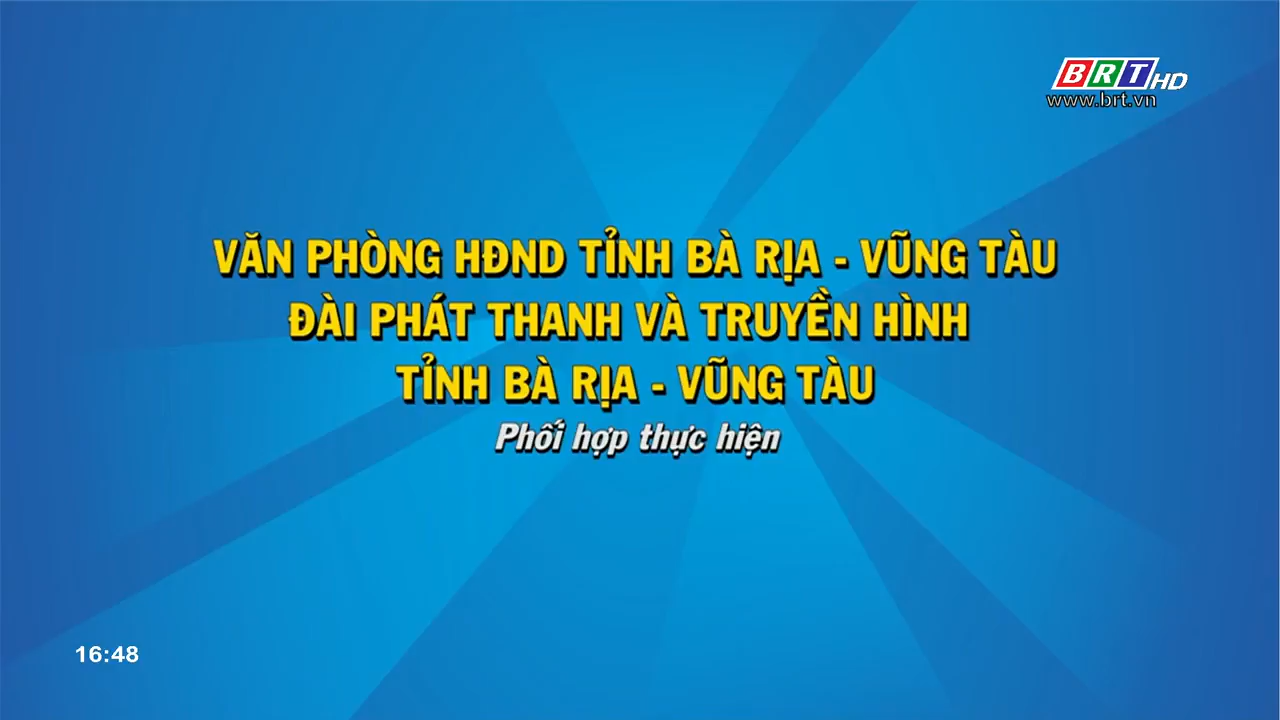 BRT HD
www.brt.vn
VĂN PHÒNG HĐND TỈNH BÀ RỊA - VŨNG TÀU
ĐÀI PHÁT THANH VÀ TRUYỀN HÌNH
TỈNH BÀ RỊA - VŨNG TÀU
Phối hợp thực hiện
16:48